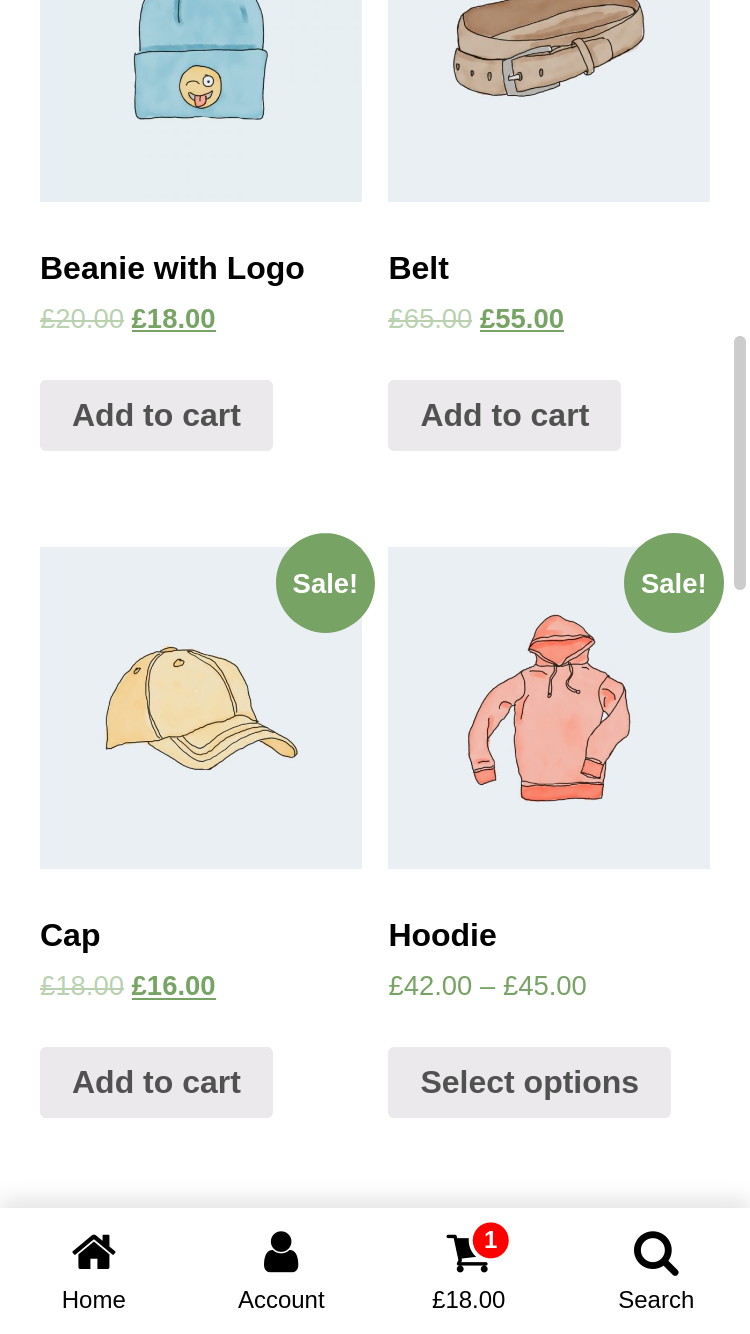 Beanie with Logo
£20.00 £18.00
Add to cart
Belt
£65.00 £55.00
Add to cart
Sale!
Cap
£18.00 £16.00
Add to cart
Sale!
Hoodie
£42.00 – £45.00
Select options
Home
Account
1
£18.00
Search